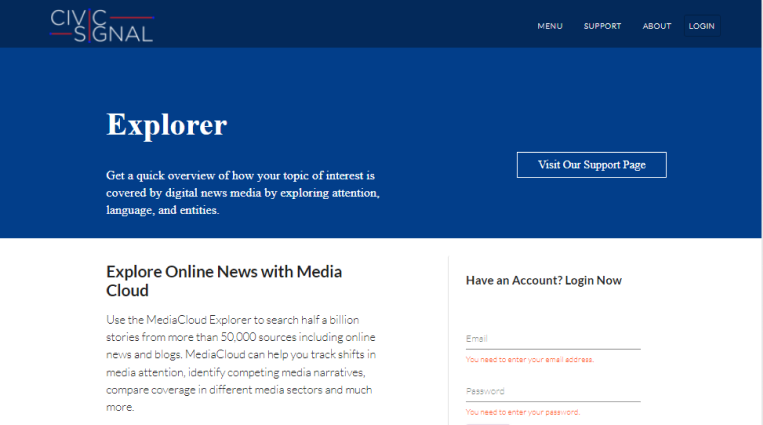 CIVIC
SIGNAL
MENU
SUPPORT
ABOUT
LOGIN
Explorer
Get a quick overview of how your topic of interest is
covered by digital news media by exploring attention,
language, and entities.
Visit Our Support Page
Explore Online News with Media
Cloud
Use the MediaCloud Explorer to search half a billion
stories from more than 50,000 sources including online
news and blogs. MediaCloud can help you track shifts in
media attention, identify competing media narratives,
compare coverage in different media sectors and much
more.
Have an Account? Login Now
Email
You need to enter your email address.
Password
You need to enter your password.